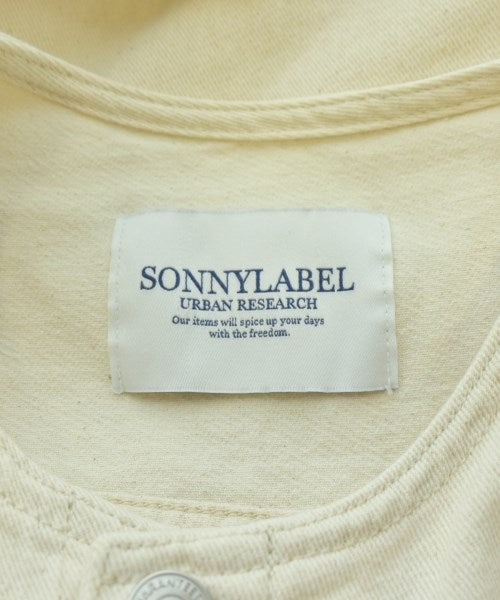 SONNYLABEL
URBAN RESEARCH
Our items will spice up your days
with the freedom.